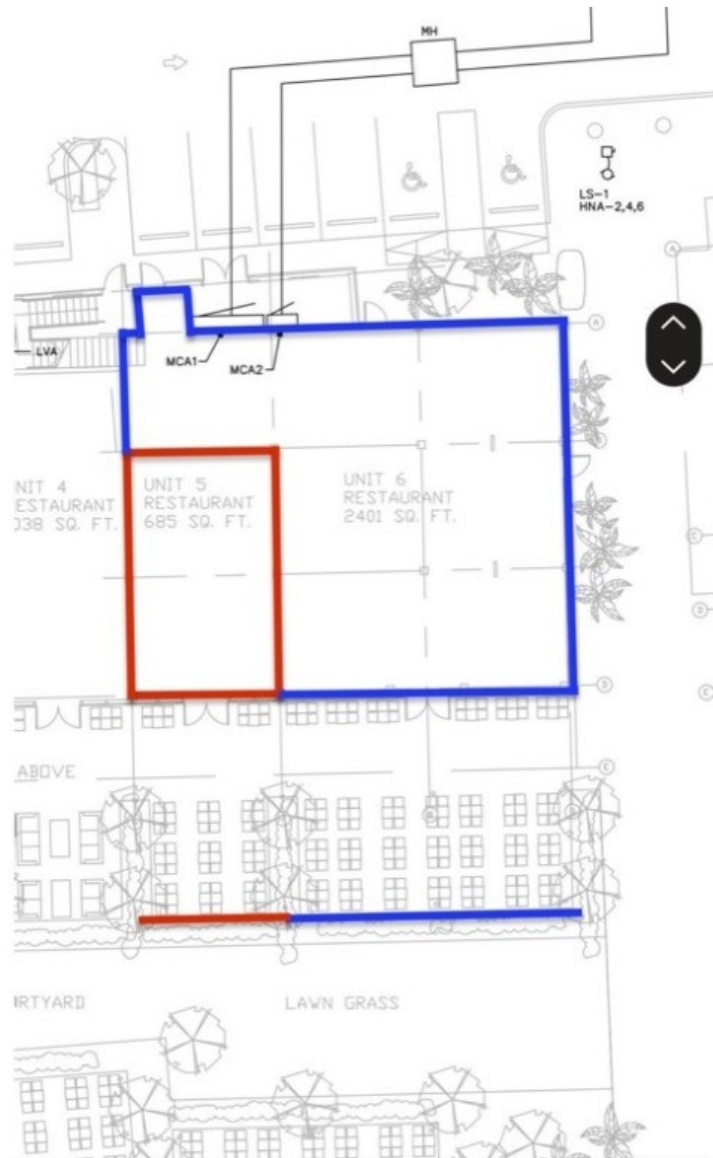 MH
LS-1
HNA-2,4,6
A
A
LVA
MCA1
MCA2
NIT 4
ESTAURANT
038 SQ. FT.
UNIT 5
RESTAURANT
685 SQ. FT.
UNIT 6
RESTAURANT
2401 SQ. FT.
C
D
D
ABOVE
E
RTYARD
LAWN GRASS